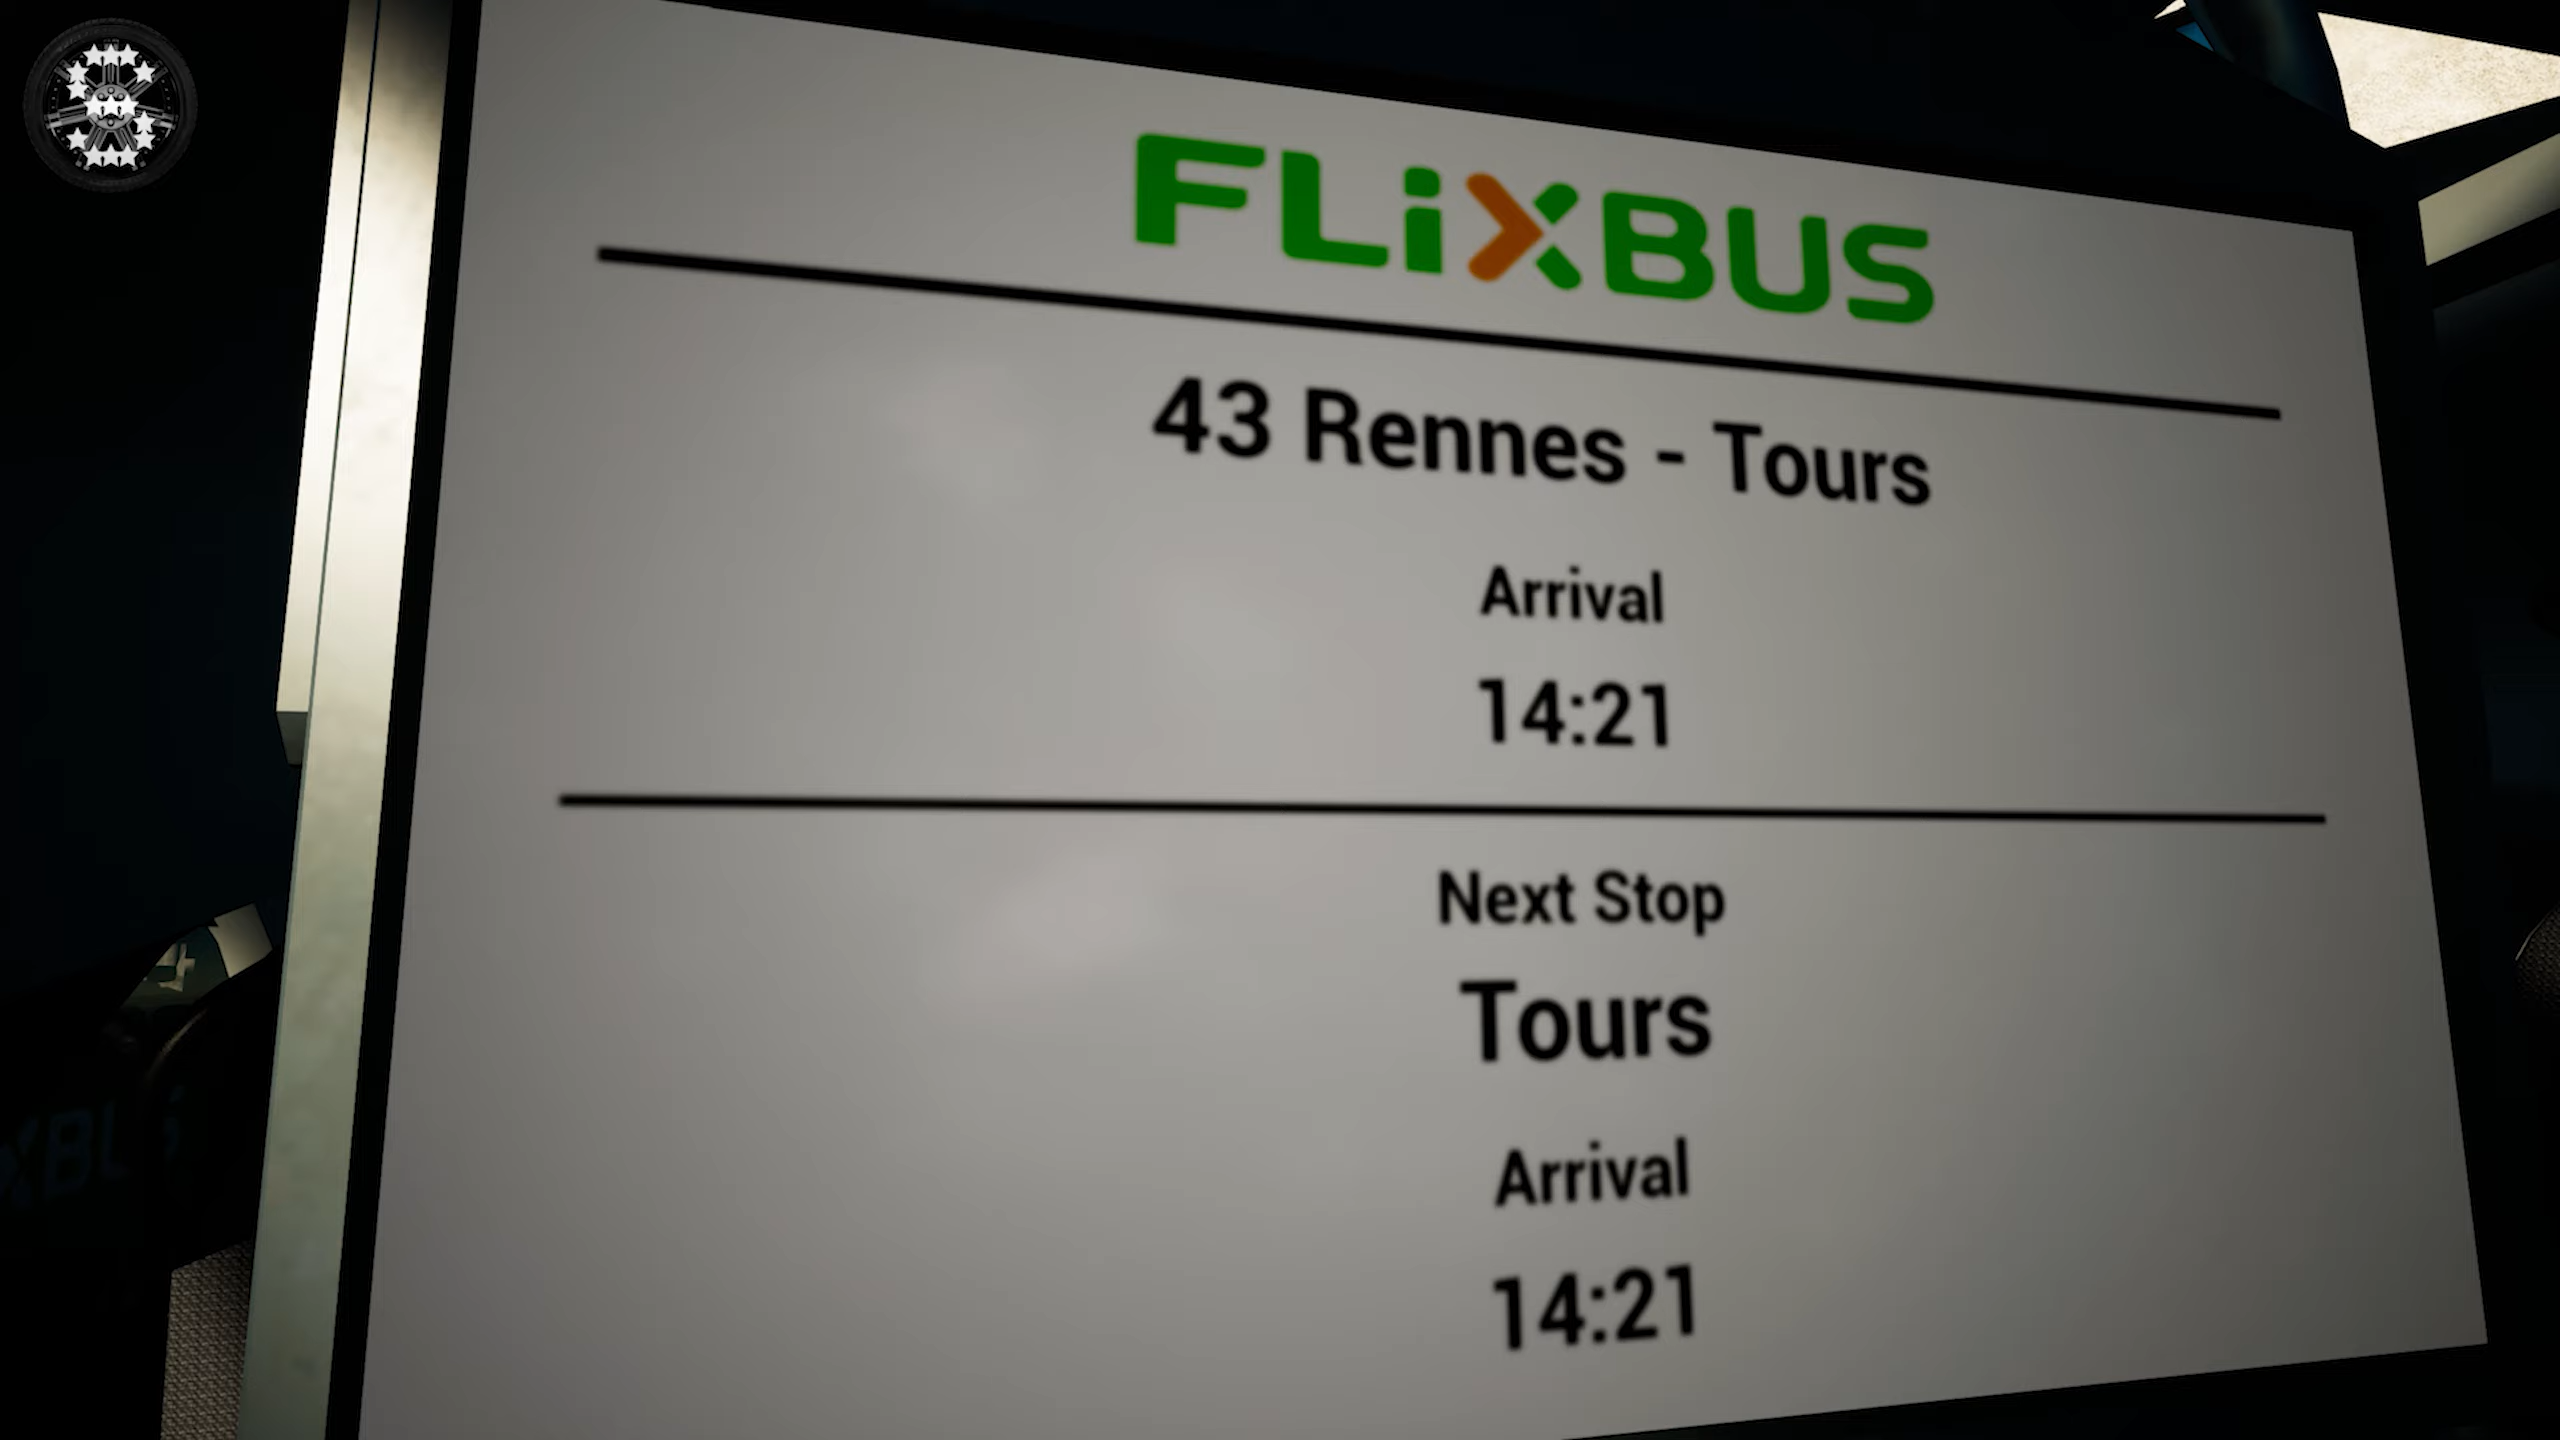 FLiXBUS
43 Rennes - Tours
Arrival
14:21
Next Stop
Tours
Arrival
14:21